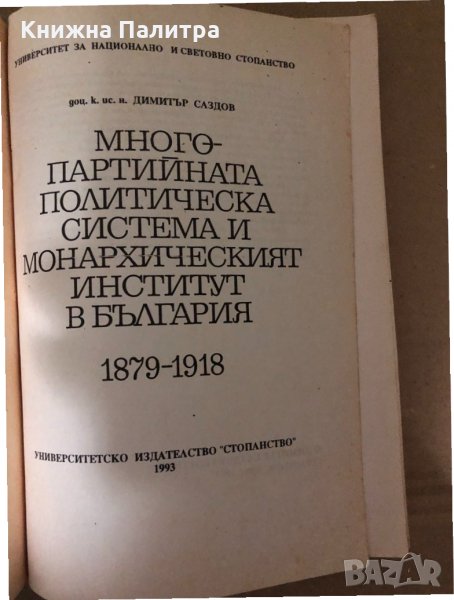 Книжна Палитра
УНИВЕРСИТЕТ ЗА НАЦИОНАЛНО И СВЕТОВНО СТОПАНСТВО
доц. к. ис. н. ДИМИТЪР САЗДОВ
МНОГО-
ПАРТИЙНАТА
ПОЛИТИЧЕСКА
СИСТЕМА И
МОНАРХИЧЕСКИЯТ
ИНСТИТУТ
В БЪЛГАРИЯ
1879-1918
УНИВЕРСИТЕТСКО ИЗДАТЕЛСТВО "СТОПАНСТВО"
1993
BAZAR